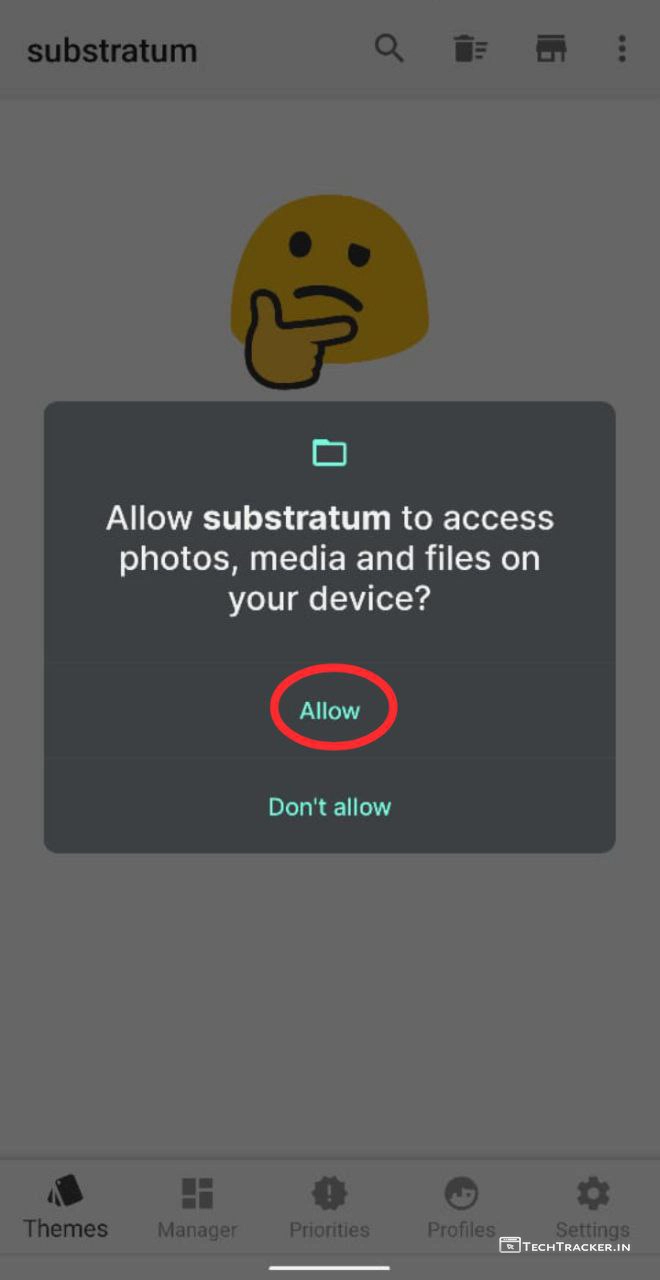 substratum
Allow substratum to access
photos, media and files on
your device?
Allow
Don't allow
Themes
Manager
Priorities
Profiles
Settings
TECHTRACKER.IN